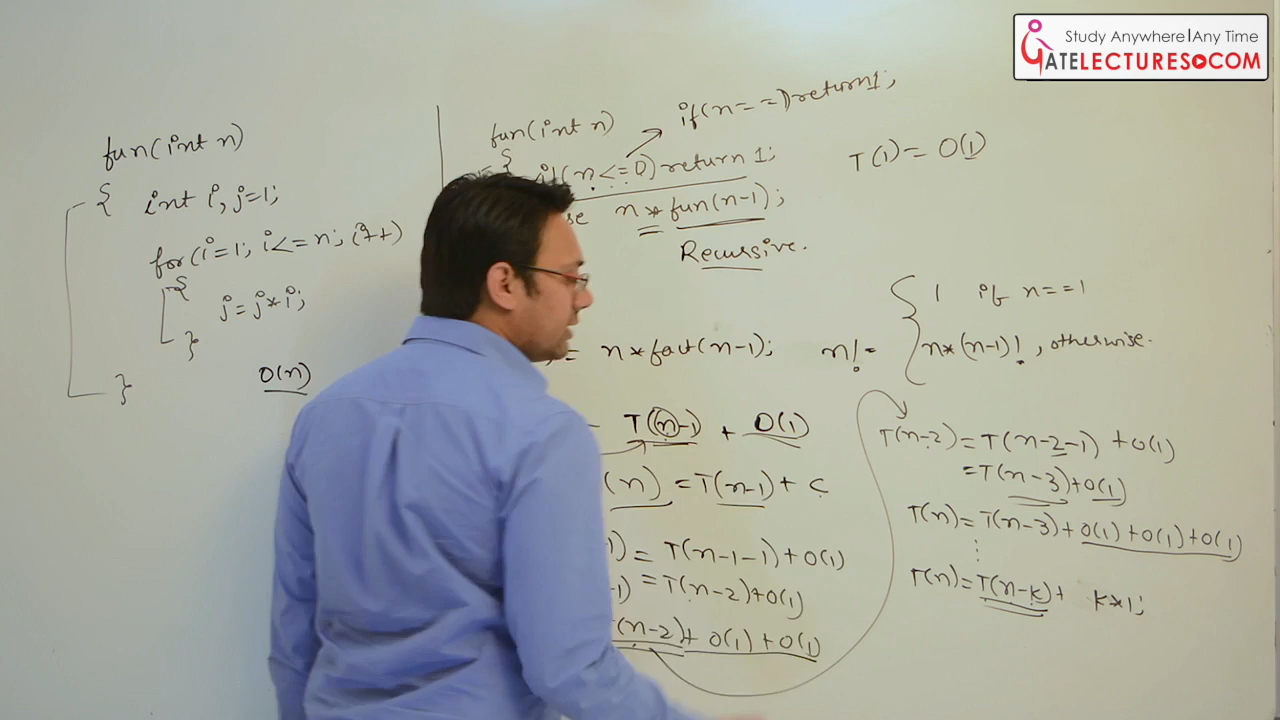 Study Anywhere|Any Time
GATELECTURES.COM
fun(int n)
{ int i, j=1;
for(i=1; i<=n; i++)
{
j=j*i;
}
}
O(n)
fun(int n)
{
if(n==1)return1;
if(n<=0)return 1;
n*fun(n-1);
Recursive.
T(1)=O(1)
= n*fact(n-1);
n!= { 1 if n==1
n*(n-1)!, otherwise.
T(n-1) + O(1)
(n) =T(n-1)+ C
1) = T(n-1-1)+O(1)
-1) =T(n-2)+O(1)
(n-2)+ O(1)+O(1)
T(n-2)=T(n-2-1) +O(1)
=T(n-3)+O(1)
T(n)=T(n-3)+O(1)+O(1)+O(1)
T(n)=T(n-k)+ k*1;